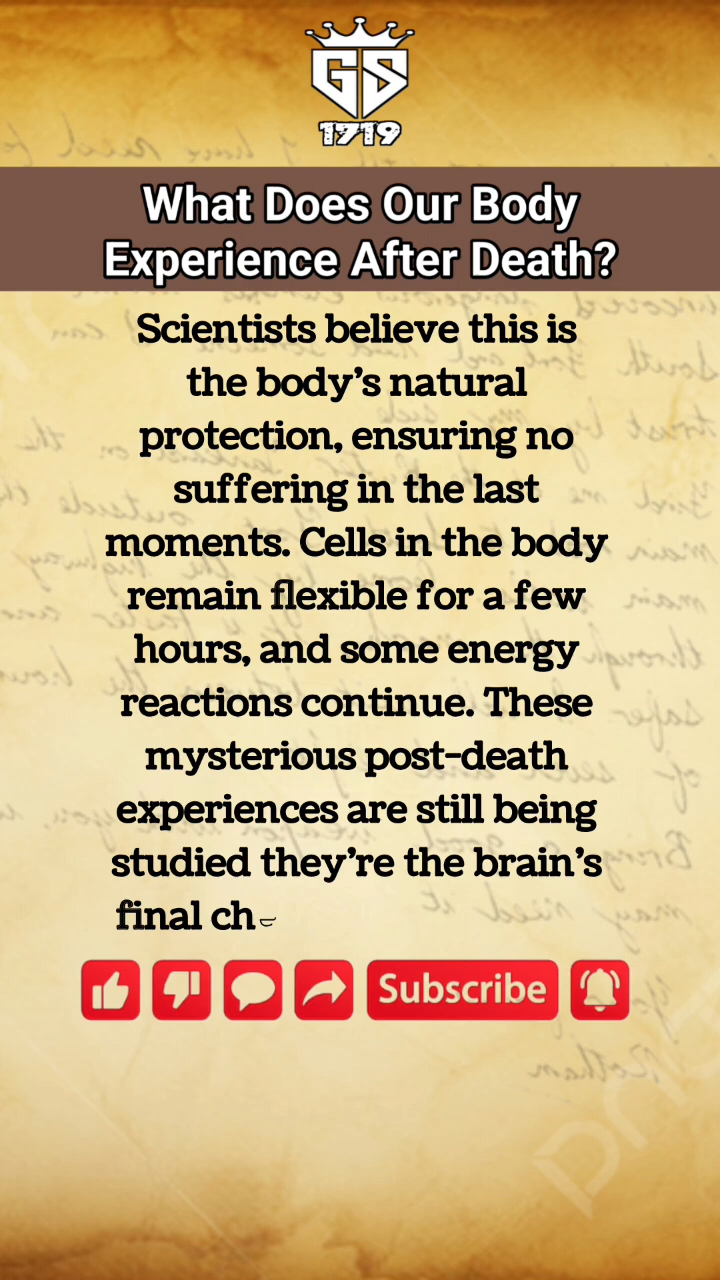 GS
1719
What Does Our Body
Experience After Death?
Scientists believe this is
the body’s natural
protection, ensuring no
suffering in the last
moments. Cells in the body
remain flexible for a few
hours, and some energy
reactions continue. These
mysterious post-death
experiences are still being
studied they’re the brain’s
final ch
Subscribe